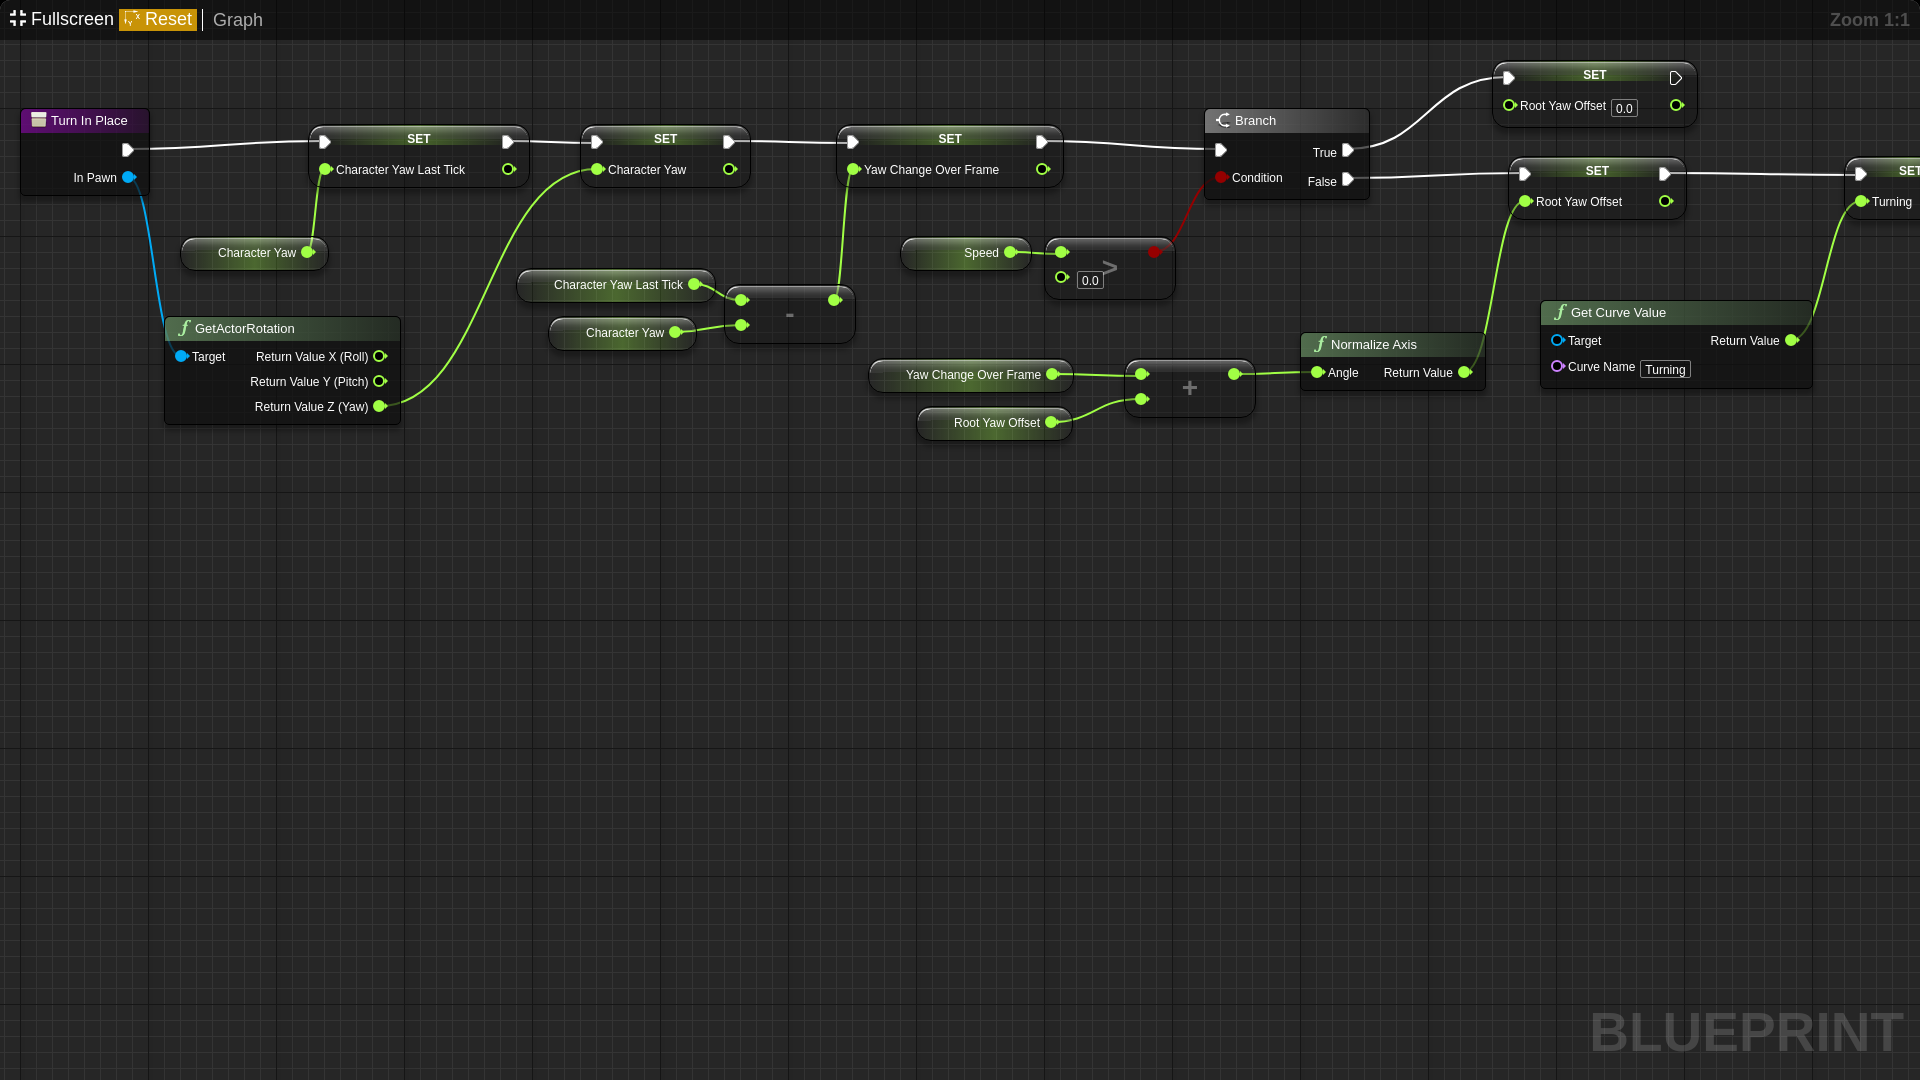 Fullscreen Reset Graph Zoom 1:1
Turn In Place
In Pawn
SET
Character Yaw Last Tick
SET
Character Yaw
SET
Yaw Change Over Frame
Branch
True
Condition
False
SET
Root Yaw Offset 0.0
SET
Root Yaw Offset
SET
Turning
Character Yaw
Character Yaw Last Tick
Character Yaw
-
Speed
>
0.0
GetActorRotation
Target Return Value X (Roll)
Return Value Y (Pitch)
Return Value Z (Yaw)
Yaw Change Over Frame
Root Yaw Offset
+
Normalize Axis
Angle Return Value
Get Curve Value
Target Return Value
Curve Name Turning
BLUEPRINT